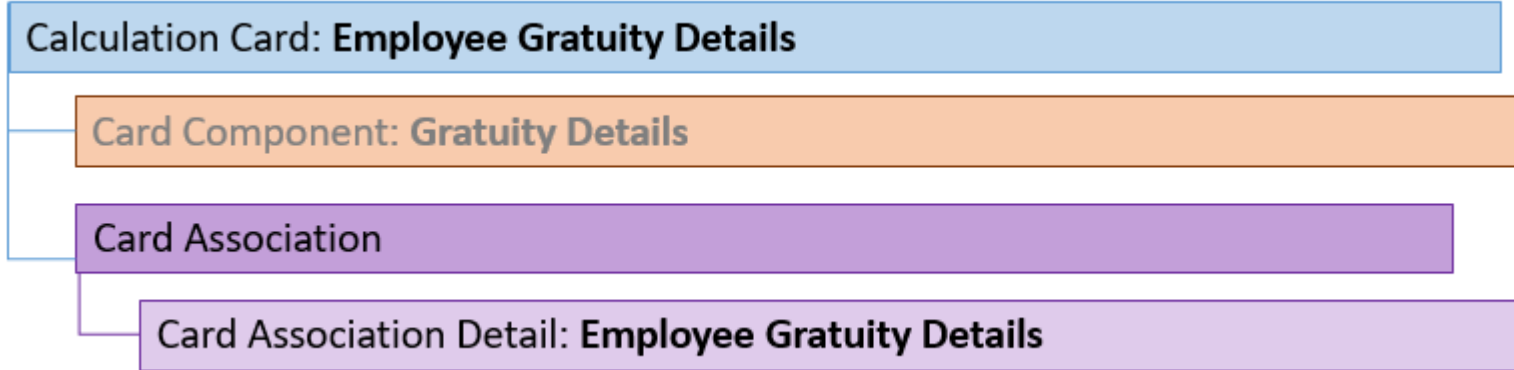 Calculation Card: Employee Gratuity Details
Card Component: Gratuity Details
Card Association
Card Association Detail: Employee Gratuity Details